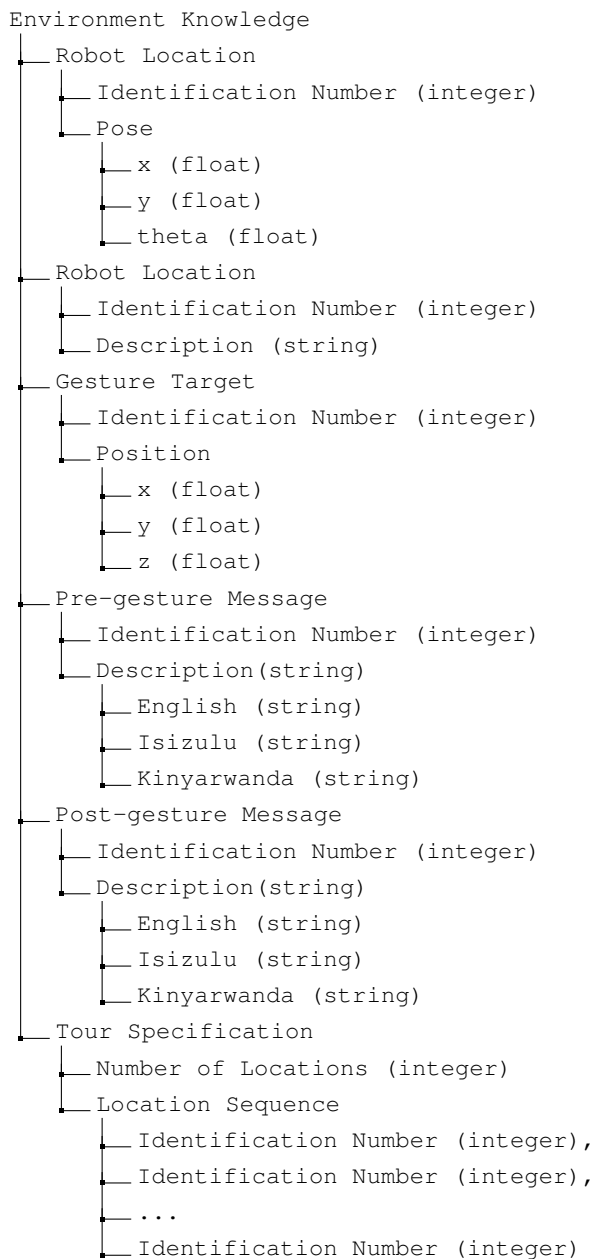 Environment Knowledge
Robot Location
Identification Number (integer)
Pose
x (float)
y (float)
theta (float)
Robot Location
Identification Number (integer)
Description (string)
Gesture Target
Identification Number (integer)
Position
x (float)
y (float)
z (float)
Pre-gesture Message
Identification Number (integer)
Description(string)
English (string)
Isizulu (string)
Kinyarwanda (string)
Post-gesture Message
Identification Number (integer)
Description(string)
English (string)
Isizulu (string)
Kinyarwanda (string)
Tour Specification
Number of Locations (integer)
Location Sequence
Identification Number (integer),
Identification Number (integer),
...
Identification Number (integer)